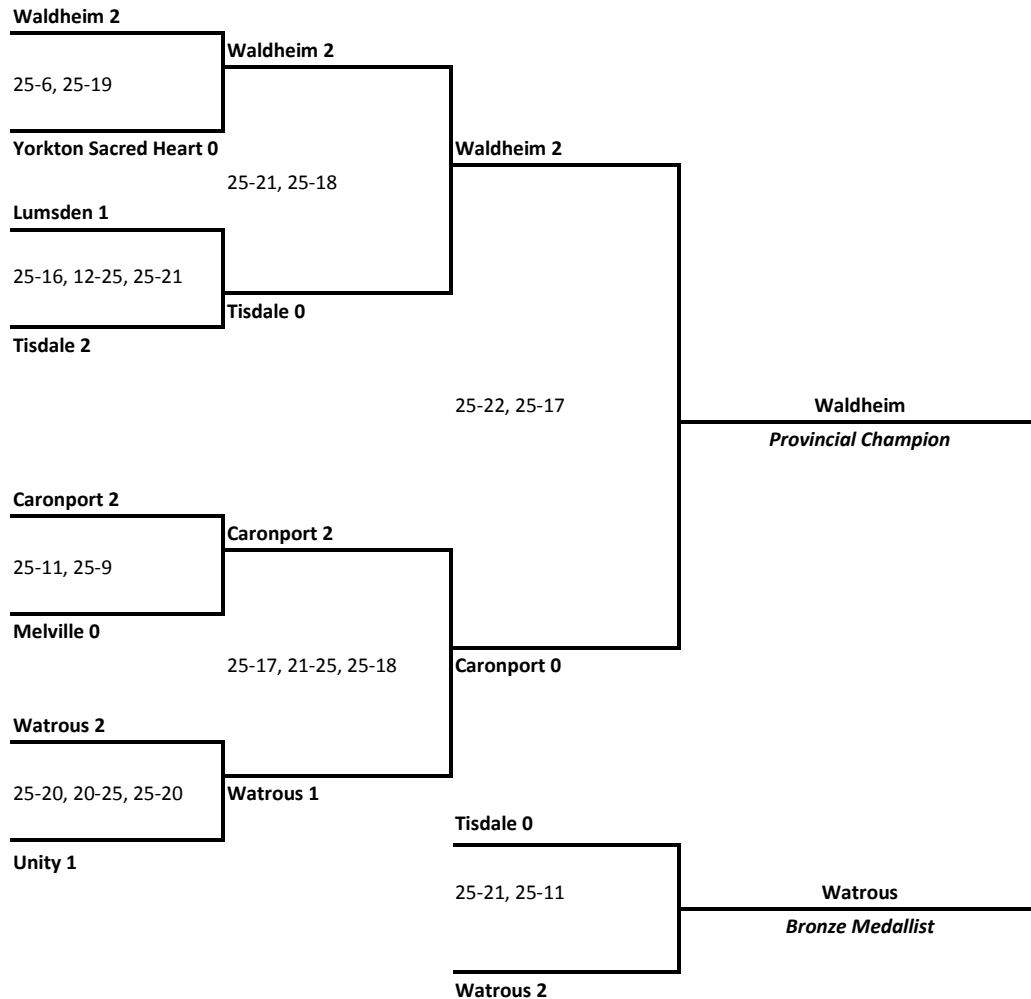 Waldheim 2
25-6, 25-19
Yorkton Sacred Heart 0
Waldheim 2
25-21, 25-18
Lumsden 1
25-16, 12-25, 25-21
Tisdale 2
Tisdale 0
Waldheim 2
25-22, 25-17
Waldheim
Provincial Champion
Caronport 2
25-11, 25-9
Melville 0
Caronport 2
25-17, 21-25, 25-18
Caronport 0
Watrous 2
25-20, 20-25, 25-20
Unity 1
Watrous 1
Tisdale 0
25-21, 25-11
Watrous 2
Watrous
Bronze Medallist